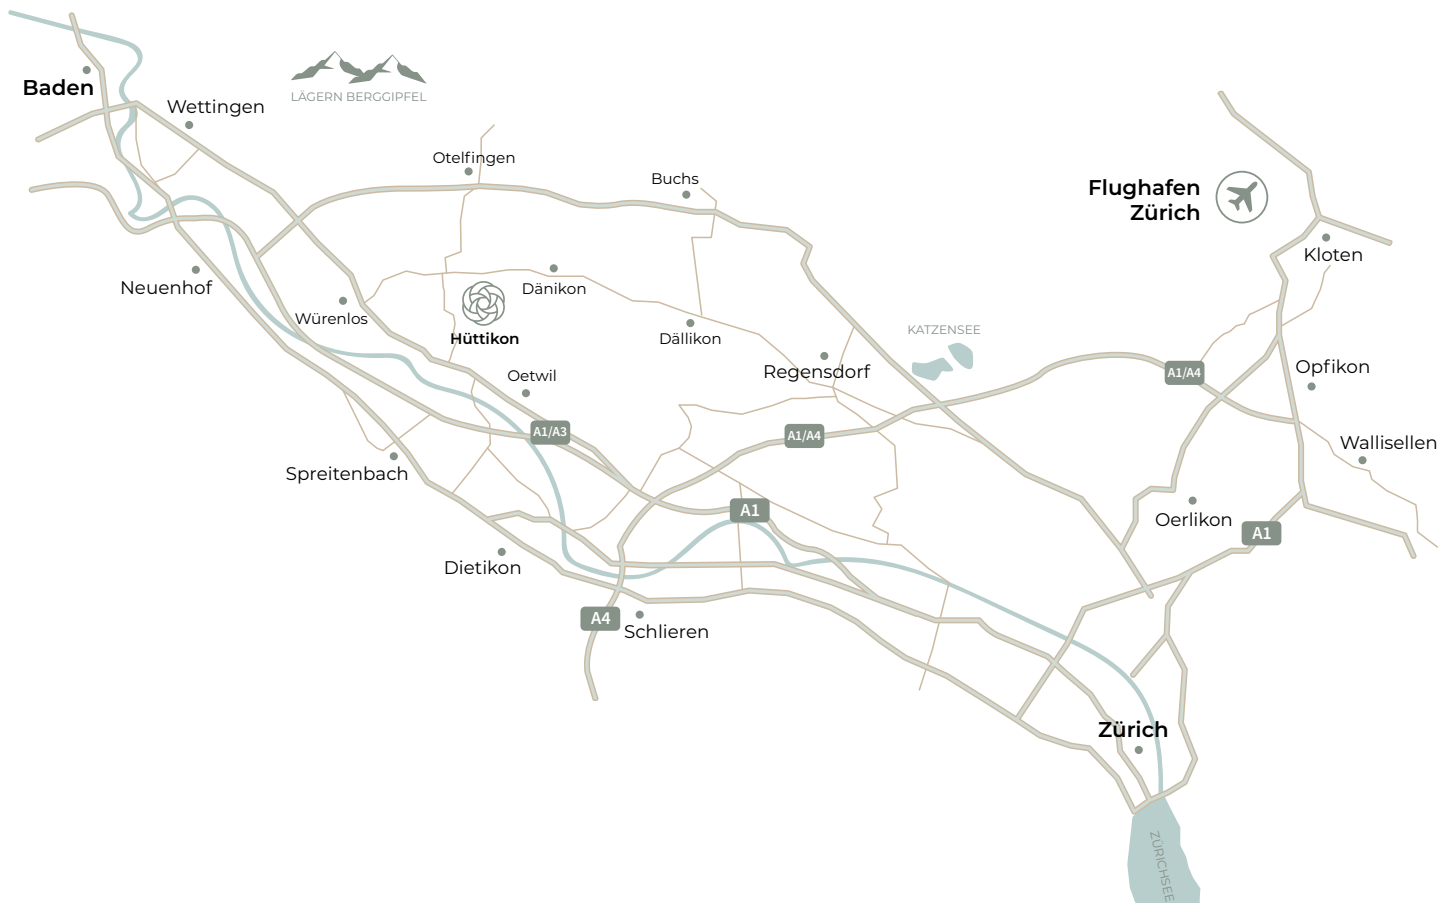 Baden
Wettingen
LÄGERN BERGGIPFEL
Otelfingen
Buchs
Flughafen
Zürich
Kloten
Neuenhof
Würenlos
Dänikon
Hüttikon
Dällikon
KATZENSEE
Regensdorf
A1/A4
Opfikon
Oetwil
A1/A3
A1/A4
Wallisellen
Spreitenbach
A1
Oerlikon
A1
Dietikon
A4
Schlieren
Zürich
ZÜRICHSEE